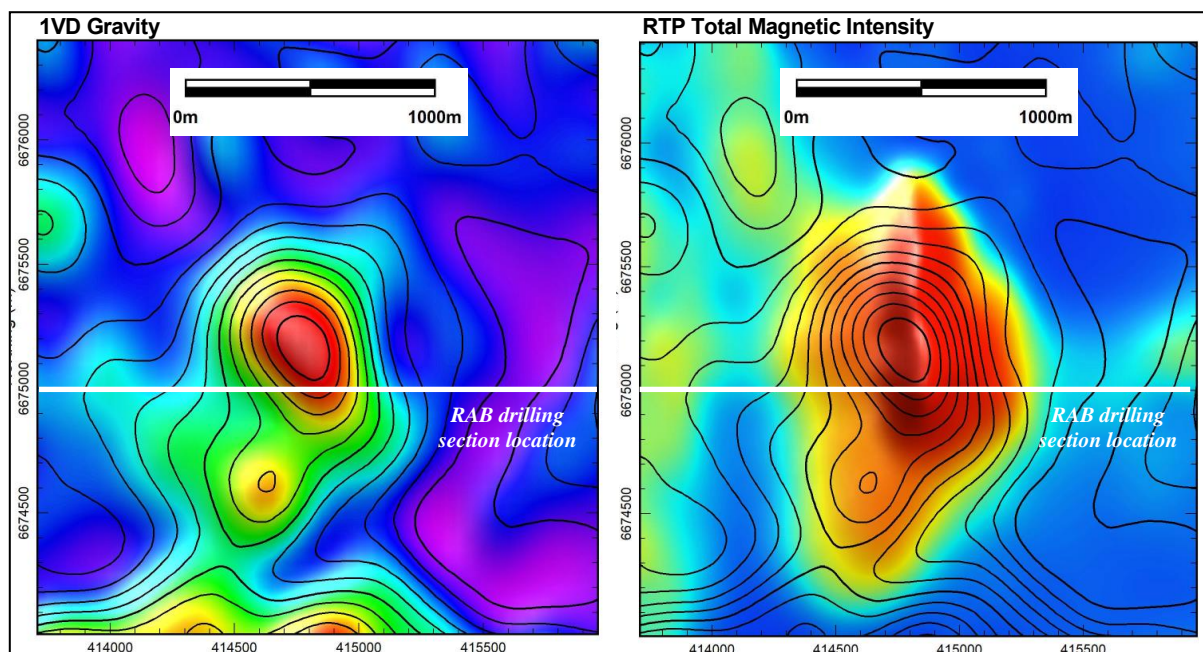 1VD Gravity
RTP Total Magnetic Intensity
0m 1000m
0m 1000m
6676000
6675500
6675000
6674500
6676000
6675500
6675000
6674500
RAB drilling
section location
RAB drilling
section location
414000 414500 415000 415500
414000 414500 415000 415500